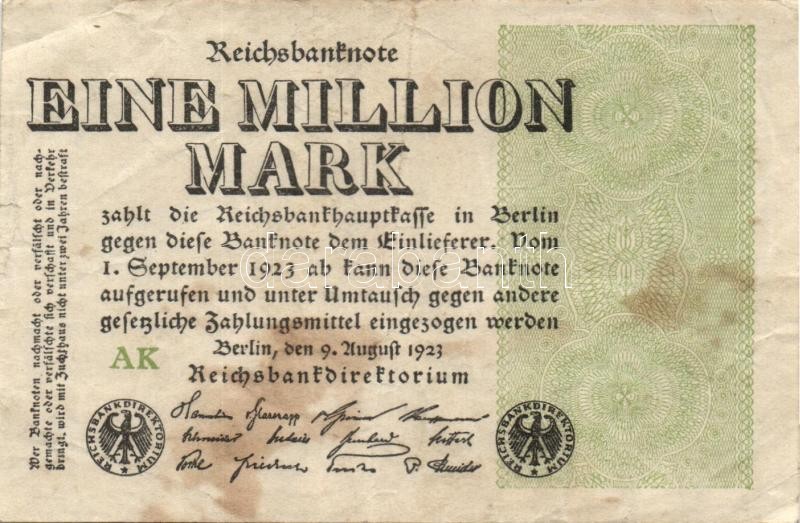 Reichsbanknote
EINE MILLION
MARK
zahlt die Reichsbankhauptkasse in Berlin
gegen diese Banknote dem Einlieferer. Vom
1. September 1923 ab kann diese Banknote
aufgerufen und unter Umtausch gegen andere
gesetzliche Zahlungsmittel eingezogen werden
Berlin, den 9. August 1923
Reichsbankdirektorium
AK
Wer Banknoten nachmacht oder verfälscht oder nach-
gemachte oder verfälschte sich verschafft und in Verkehr
bringt, wird mit Zuchthaus nicht unter zwei Jahren bestraft
REICHSBANKDIREKTORIUM
REICHSBANKDIREKTORIUM
darabanth.com